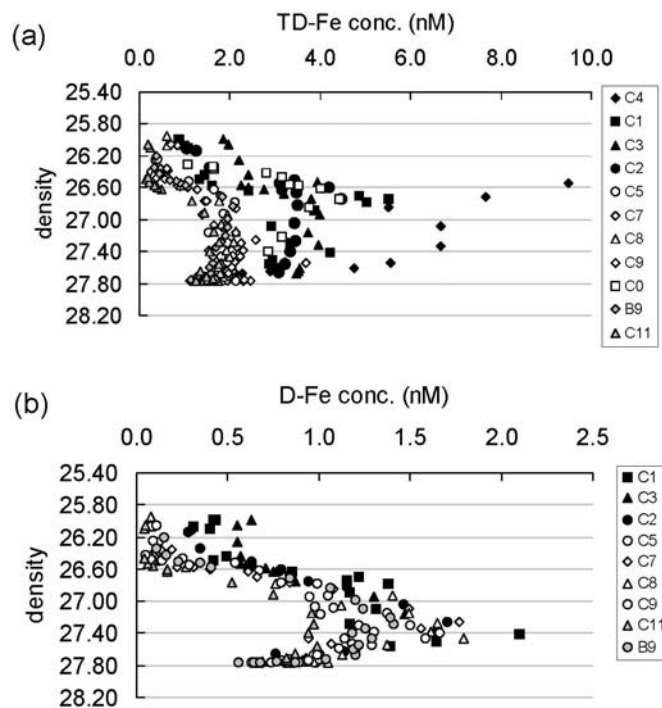 (a)
TD-Fe conc. (nM)
0.0 2.0 4.0 6.0 8.0 10.0
25.40
25.80
26.20
26.60
27.00
27.40
27.80
28.20
density
C4
C1
C3
C2
C5
C7
C8
C9
C0
B9
C11
(b)
D-Fe conc. (nM)
0.0 0.5 1.0 1.5 2.0 2.5
25.40
25.80
26.20
26.60
27.00
27.40
27.80
28.20
density
C1
C3
C2
C5
C7
C8
C9
C11
B9